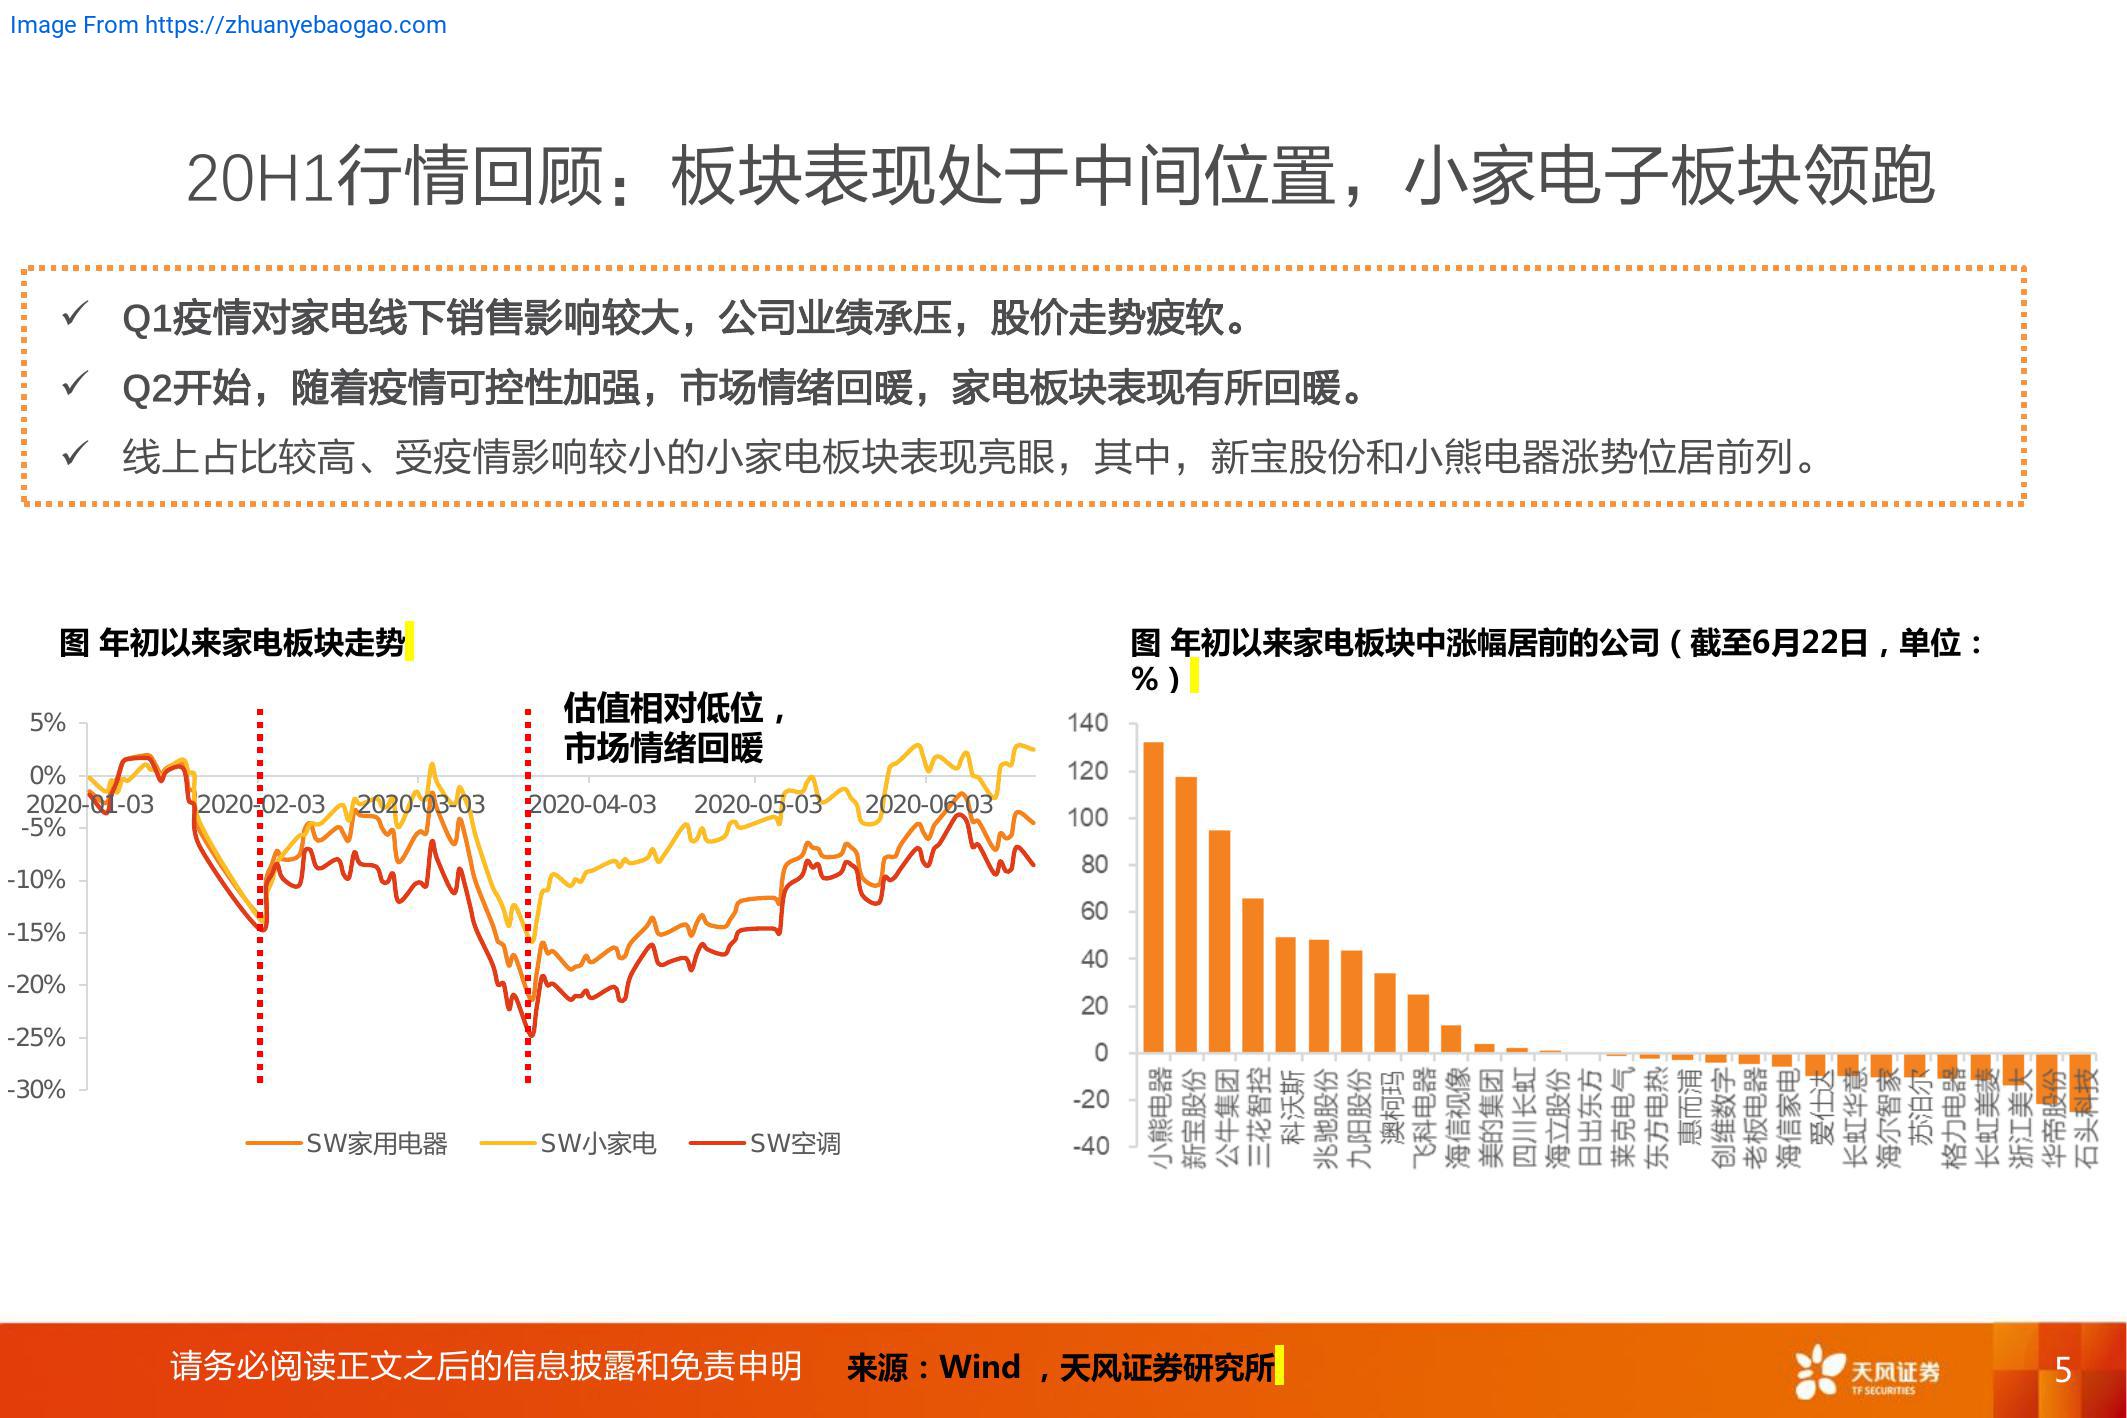 Image From https://zhuanyebaogao.com
20H1行情回顾：板块表现处于中间位置，小家电子板块领跑
✓ Q1疫情对家电线下销售影响较大，公司业绩承压，股价走势疲软。
✓ Q2开始，随着疫情可控性加强，市场情绪回暖，家电板块表现有所回暖。
✓ 线上占比较高、受疫情影响较小的小家电板块表现亮眼，其中，新宝股份和小熊电器涨势位居前列。
图 年初以来家电板块走势
估值相对低位，
市场情绪回暖
5%
0%
2020-01-03 2020-02-03 2020-03-03 2020-04-03 2020-05-03 2020-06-03
-5%
-10%
-15%
-20%
-25%
-30%
SW家用电器 SW小家电 SW空调
图 年初以来家电板块中涨幅居前的公司（截至6月22日，单位：
%）
140
120
100
80
60
40
20
0
-20
-40
小熊电器
新宝股份
公牛集团
三花智控
科沃斯
兆驰股份
九阳股份
澳柯玛
飞科电器
海信视像
美的集团
四川长虹
海立股份
日出东方
莱克电气
东方电热
惠而浦
创维数字
老板电器
海信家电
爱仕达
长虹华意
海尔智家
苏泊尔
格力电器
长虹美菱
浙江美大
华帝股份
石头科技
请务必阅读正文之后的信息披露和免责申明 来源：Wind ，天风证券研究所
天风证券
TF SECURITIES
5